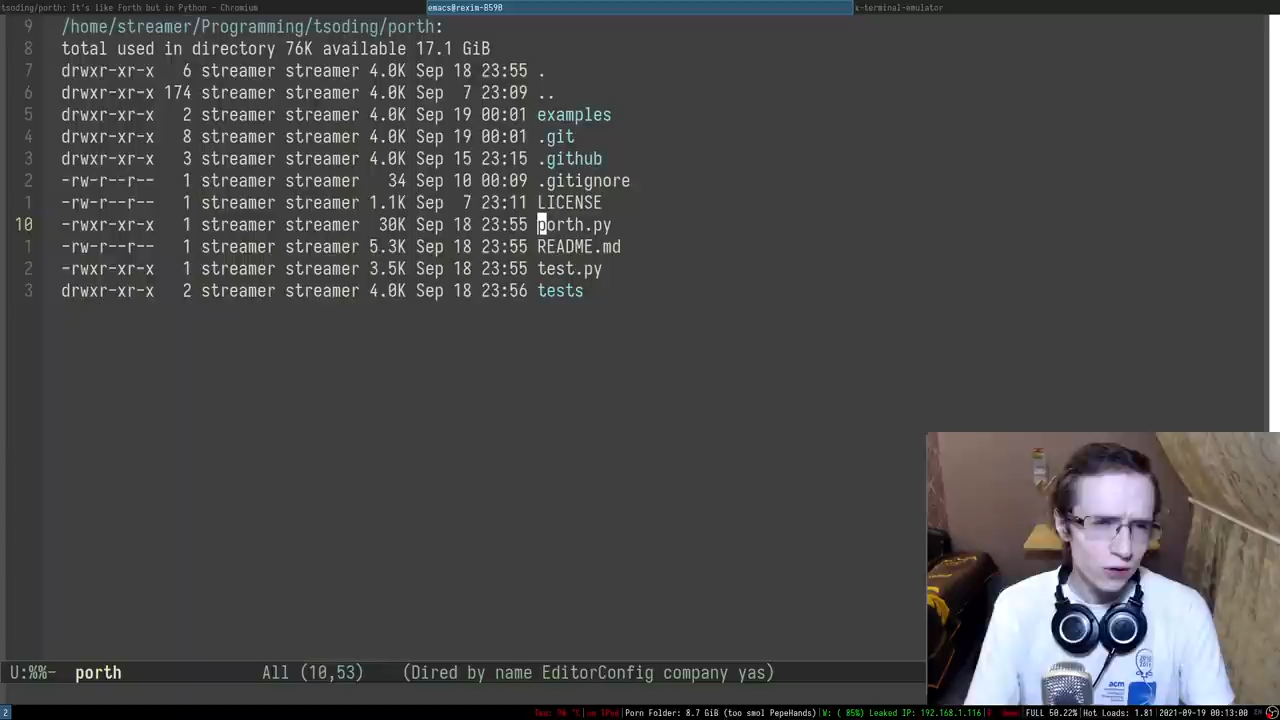 tsoding/porth: It's like Forth but in Python - Chromium
emacs@rexim-B590
x-terminal-emulator
9 /home/streamer/Programming/tsoding/porth:
8 total used in directory 76K available 17.1 GiB
7 drwxr-xr-x 6 streamer streamer 4.0K Sep 18 23:55 .
6 drwxr-xr-x 174 streamer streamer 4.0K Sep 7 23:09 ..
5 drwxr-xr-x 2 streamer streamer 4.0K Sep 19 00:01 examples
4 drwxr-xr-x 8 streamer streamer 4.0K Sep 19 00:01 .git
3 drwxr-xr-x 3 streamer streamer 4.0K Sep 15 23:15 .github
2 -rw-r--r-- 1 streamer streamer 34 Sep 10 00:09 .gitignore
1 -rw-r--r-- 1 streamer streamer 1.1K Sep 7 23:11 LICENSE
10 -rwxr-xr-x 1 streamer streamer 30K Sep 18 23:55 porth.py
1 -rw-r--r-- 1 streamer streamer 5.3K Sep 18 23:55 README.md
2 -rwxr-xr-x 1 streamer streamer 3.5K Sep 18 23:55 test.py
3 drwxr-xr-x 2 streamer streamer 4.0K Sep 18 23:56 tests
acm
U:%%- porth All (10,53) (Dired by name EditorConfig company yas)
2
Porn Folder: 8.7 GiB (too smol PepeHands) W: ( 85%) Leaked IP: 192.168.1.116 FULL 50.22% Hot Loads: 1.81 2021-09-19 00:13:00